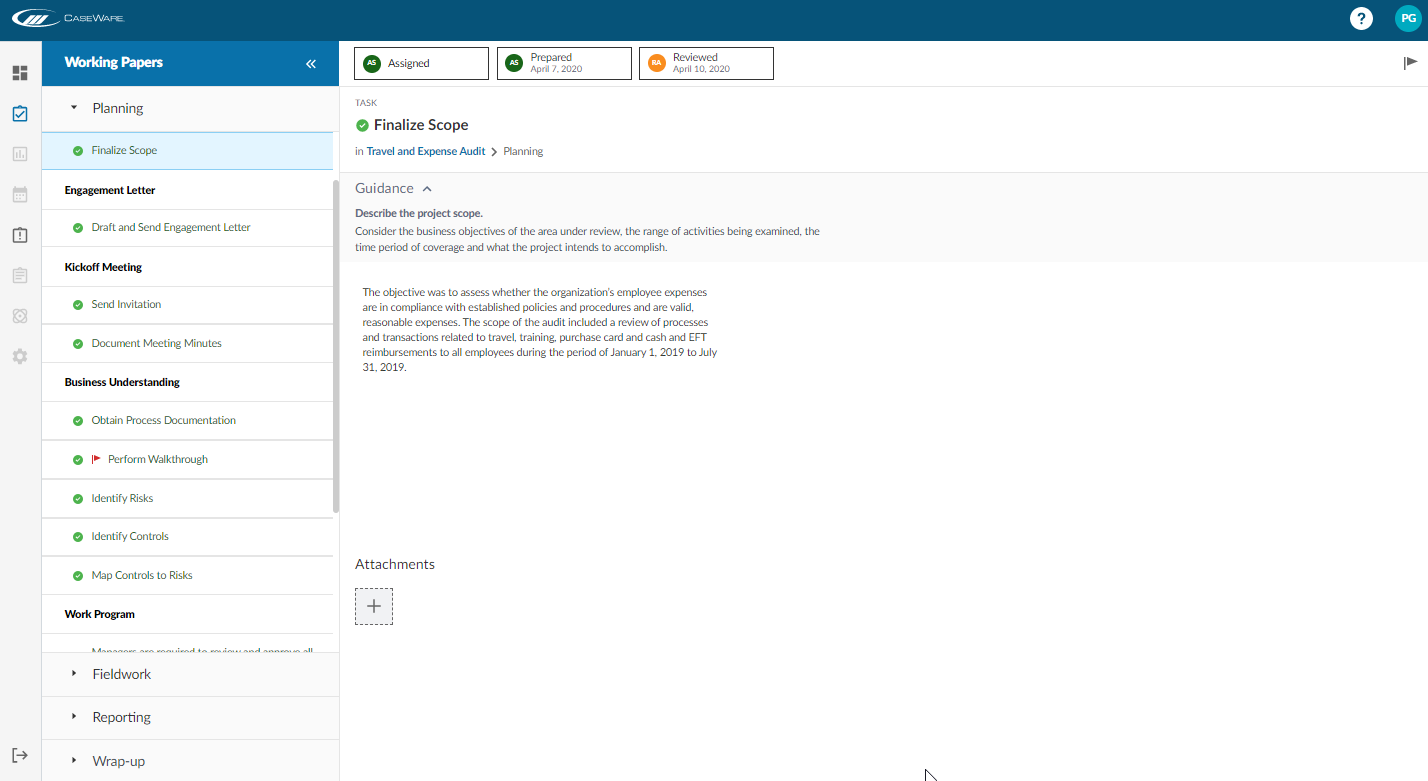 CASEWARE.
?
PG
Working Papers
«
Planning
Finalize Scope
Engagement Letter
Draft and Send Engagement Letter
Kickoff Meeting
Send Invitation
Document Meeting Minutes
Business Understanding
Obtain Process Documentation
Perform Walkthrough
Identify Risks
Identify Controls
Map Controls to Risks
Work Program
Managers are required to review and approve all
Fieldwork
Reporting
Wrap-up
AS Assigned
AS Prepared
April 7, 2020
RA Reviewed
April 10, 2020
TASK
Finalize Scope
in Travel and Expense Audit > Planning
Guidance
Describe the project scope.
Consider the business objectives of the area under review, the range of activities being examined, the
time period of coverage and what the project intends to accomplish.
The objective was to assess whether the organization's employee expenses
are in compliance with established policies and procedures and are valid,
reasonable expenses. The scope of the audit included a review of processes
and transactions related to travel, training, purchase card and cash and EFT
reimbursements to all employees during the period of January 1, 2019 to July
31, 2019.
Attachments
+